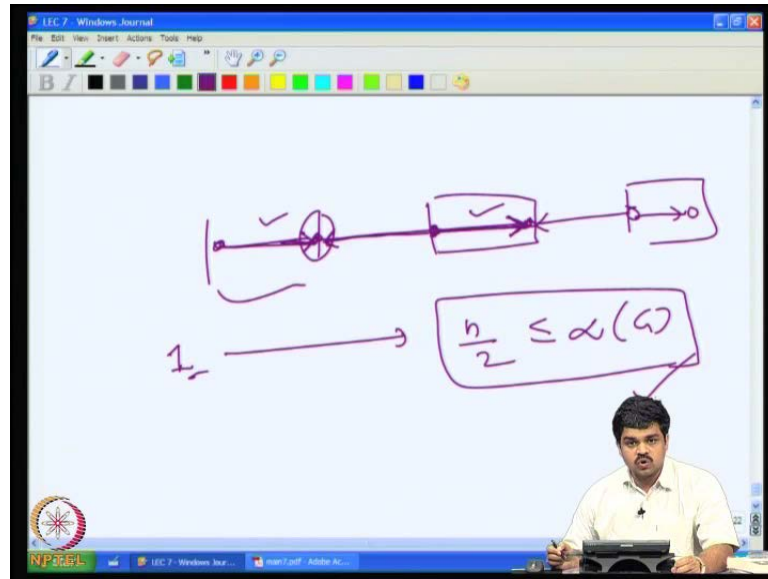 LEC 7 - Windows Journal
File Edit View Insert Actions Tools Help
B I
1
n/2 ≤ α(G)
22
NPTEL
LEC 7 - Windows Jour...
main7.pdf - Adobe Ac...